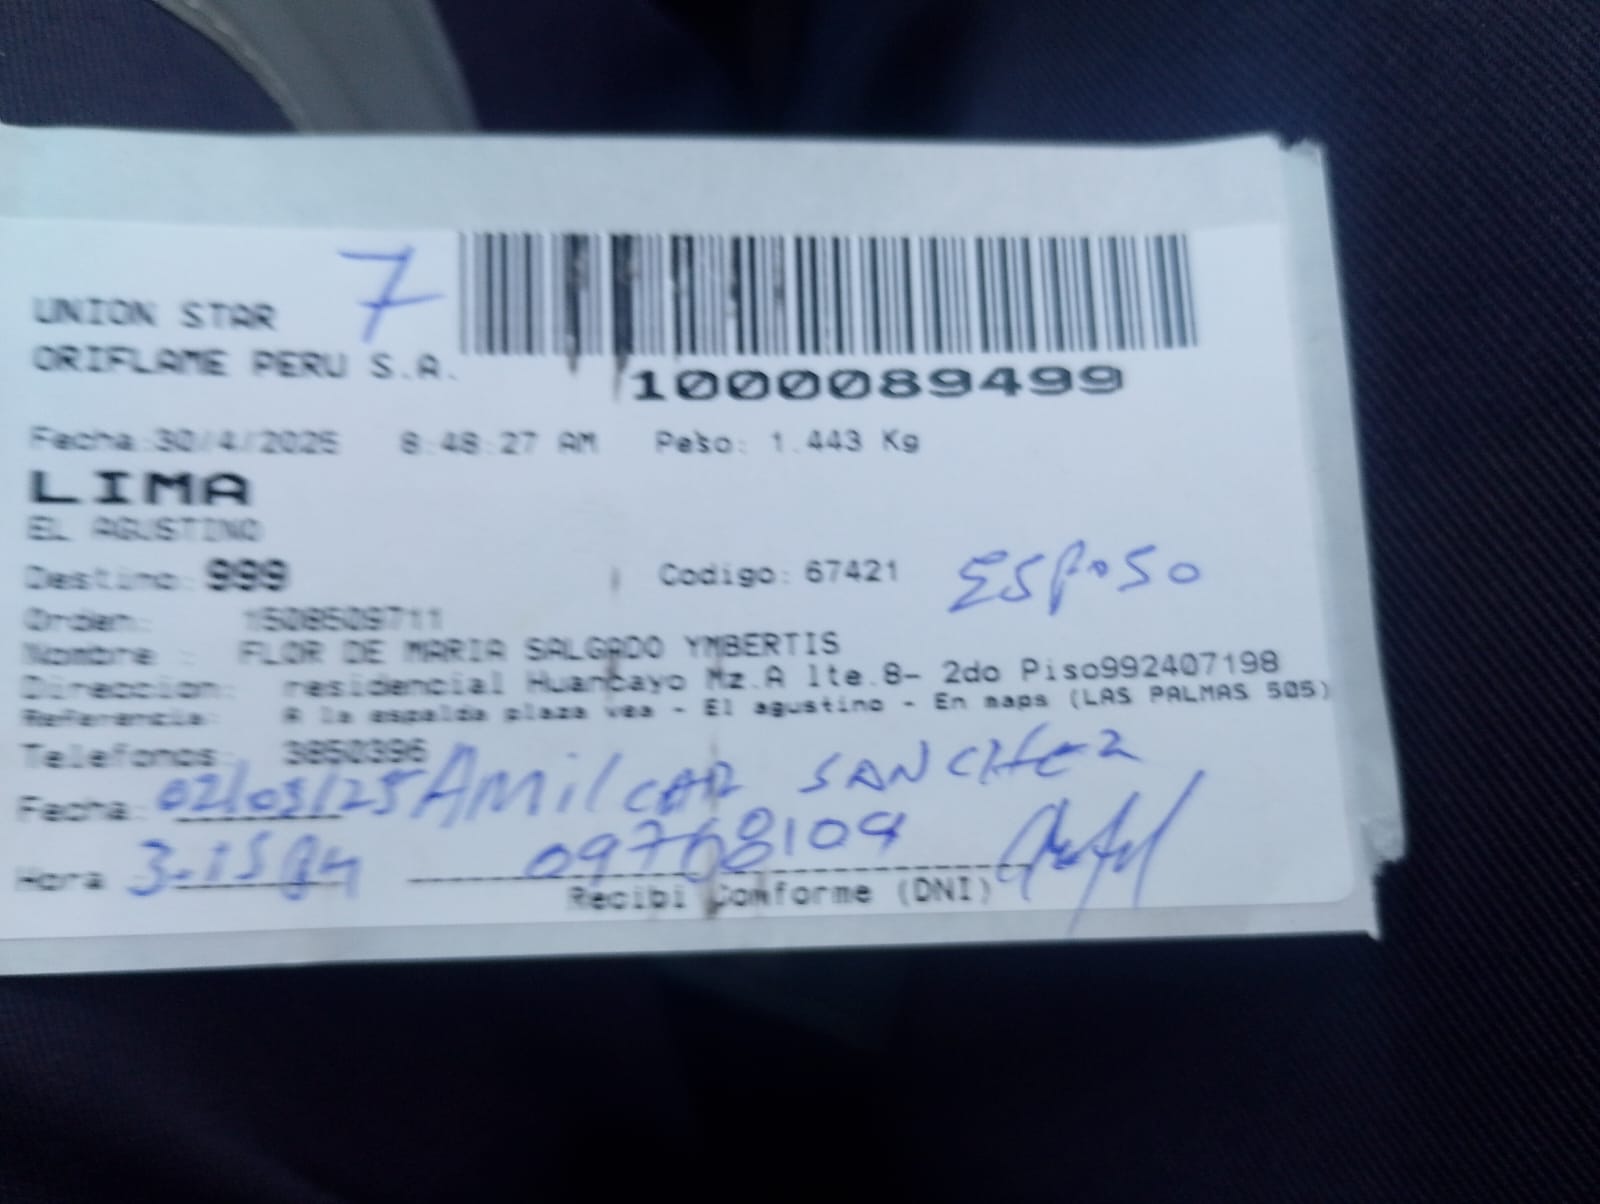 7
UNION STAR
ORIFLAME PERU S.A.
1000089499
Fecha:30/4/2025 8:48:27 AM Peso: 1.443 Kg
LIMA
EL AGUSTINO
Destino: 999 Codigo: 67421 ESPOSO
Orden: 1508509711
Nombre : FLOR DE MARIA SALGADO YMBERTIS
Direccion: residencial Huancayo Mz.A lte.8- 2do Piso992407198
Referencia: A la espalda plaza vea - El agustino - En maps (LAS PALMAS 505)
Telefonos: 3850396
Fecha: 02/05/25 AMilCAR SANCHEZ
Hora 3.15 09768109
Recibi Comforme (DNI)